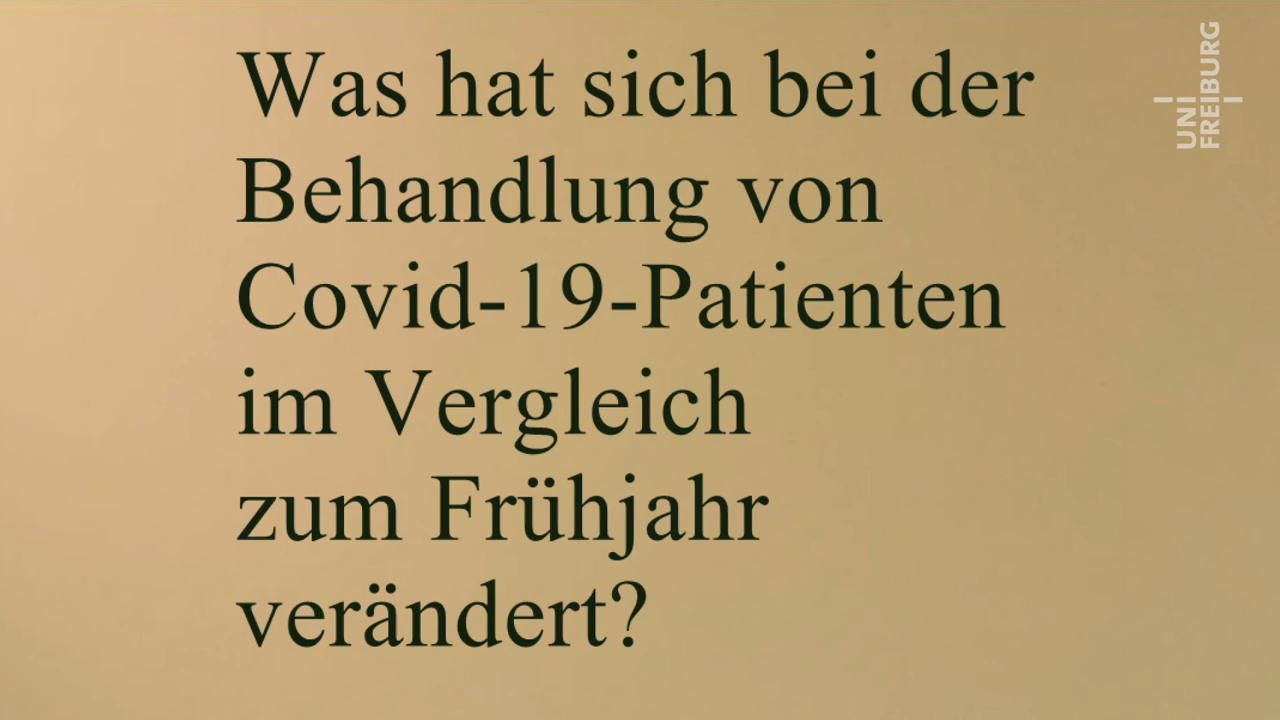 Was hat sich bei der
Behandlung von
Covid-19-Patienten
im Vergleich
zum Frühjahr
verändert?
UNI
FREIBURG